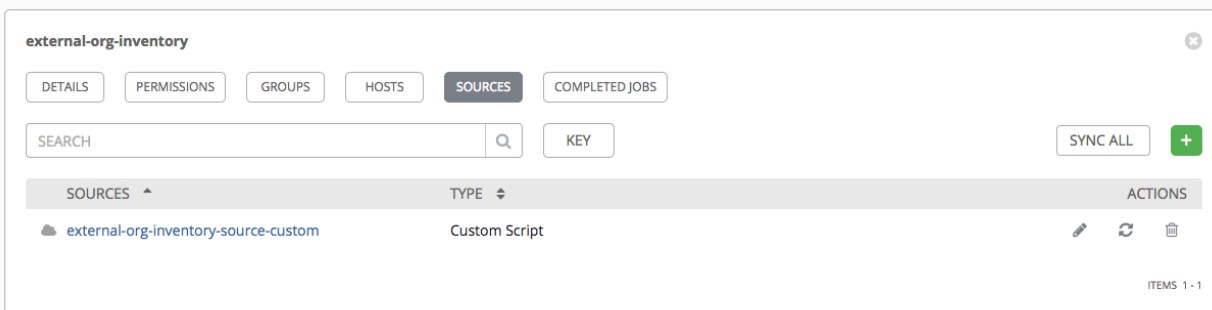 external-org-inventory
DETAILS PERMISSIONS GROUPS HOSTS SOURCES COMPLETED JOBS
SEARCH KEY SYNC ALL +
SOURCES TYPE ACTIONS
external-org-inventory-source-custom Custom Script
ITEMS 1 - 1